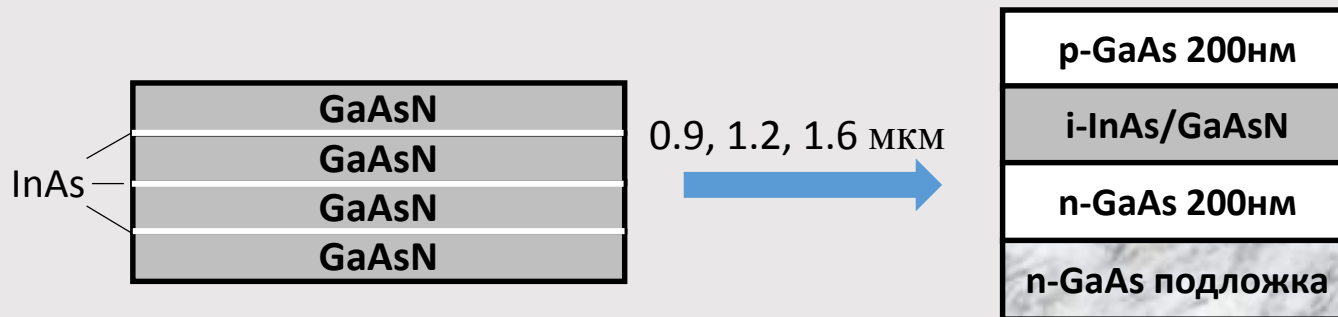 GaAsN
GaAsN
GaAsN
GaAsN
InAs
0.9, 1.2, 1.6 мкм
p-GaAs 200нм
i-InAs/GaAsN
n-GaAs 200нм
n-GaAs подложка